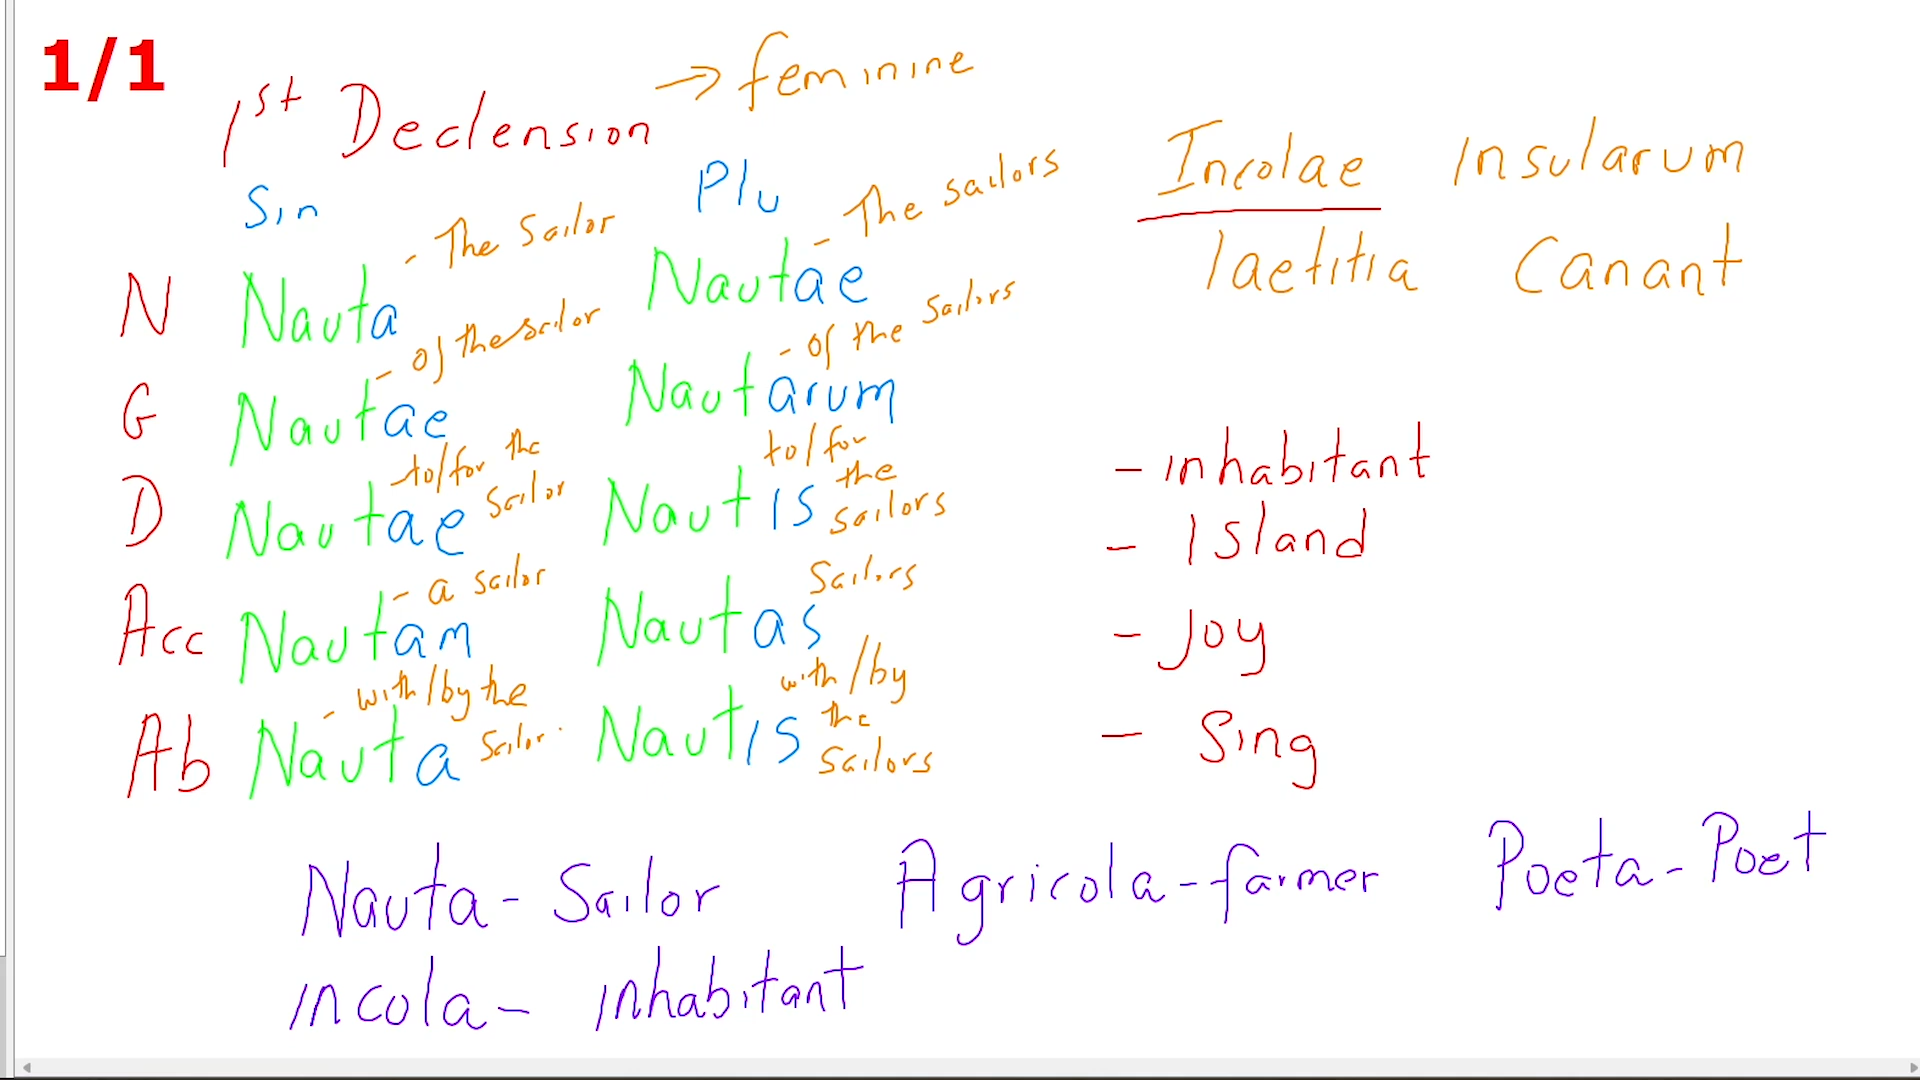 1/1
1st Declension → feminine
Sin Plu
N Nauta - The Sailor Nautae - The sailors
G Nautae - of the sailor Nautarum - of the sailors
D Nautae to/for the sailor Nautis to/for the sailors
Acc Nautam - a sailor Nautas sailors
Ab Nauta - with/by the sailor. Nautis with/by the sailors
Incolae insularum
laetitia canant
- inhabitant
- Island
- Joy
- Sing
Nauta - Sailor Agricola - farmer Poeta - Poet
incola - inhabitant